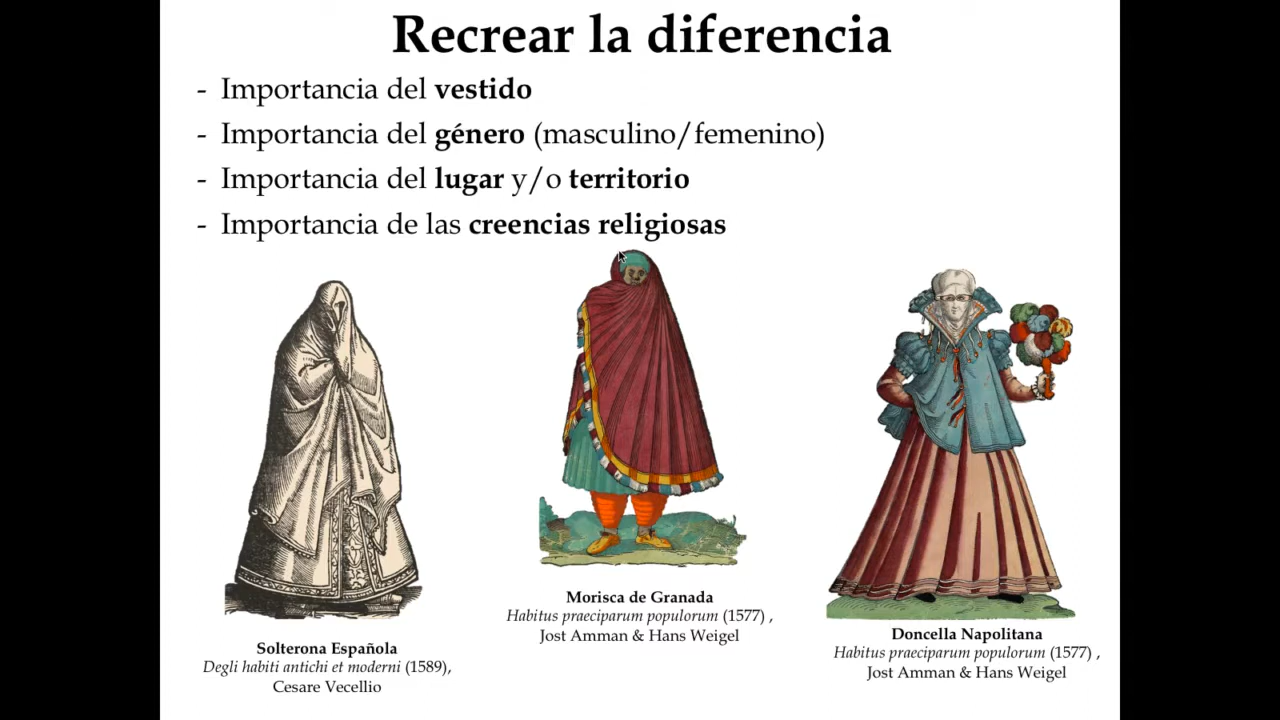 Recrear la diferencia
- Importancia del vestido
- Importancia del género (masculino/femenino)
- Importancia del lugar y/o territorio
- Importancia de las creencias religiosas
Solterona Española
Degli habiti antichi et moderni (1589),
Cesare Vecellio
Morisca de Granada
Habitus praeciparum populorum (1577) ,
Jost Amman & Hans Weigel
Doncella Napolitana
Habitus praeciparum populorum (1577) ,
Jost Amman & Hans Weigel